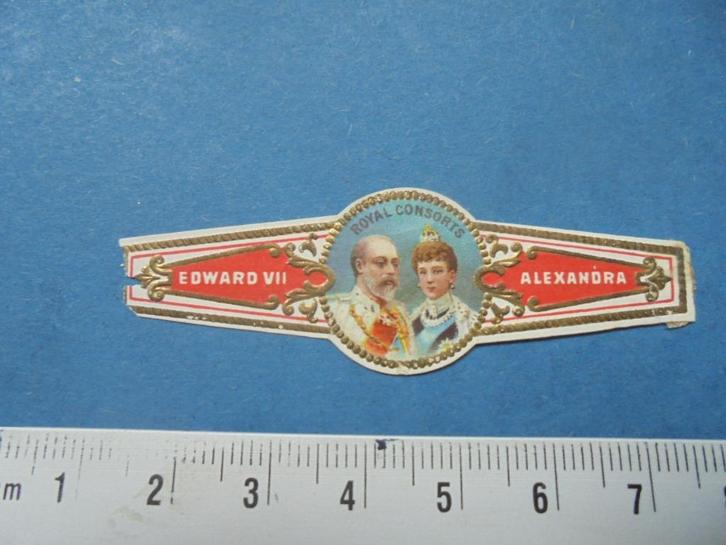 ROYAL CONSORTS
EDWARD VII
ALEXANDRA
m 1 2 3 4 5 6 7